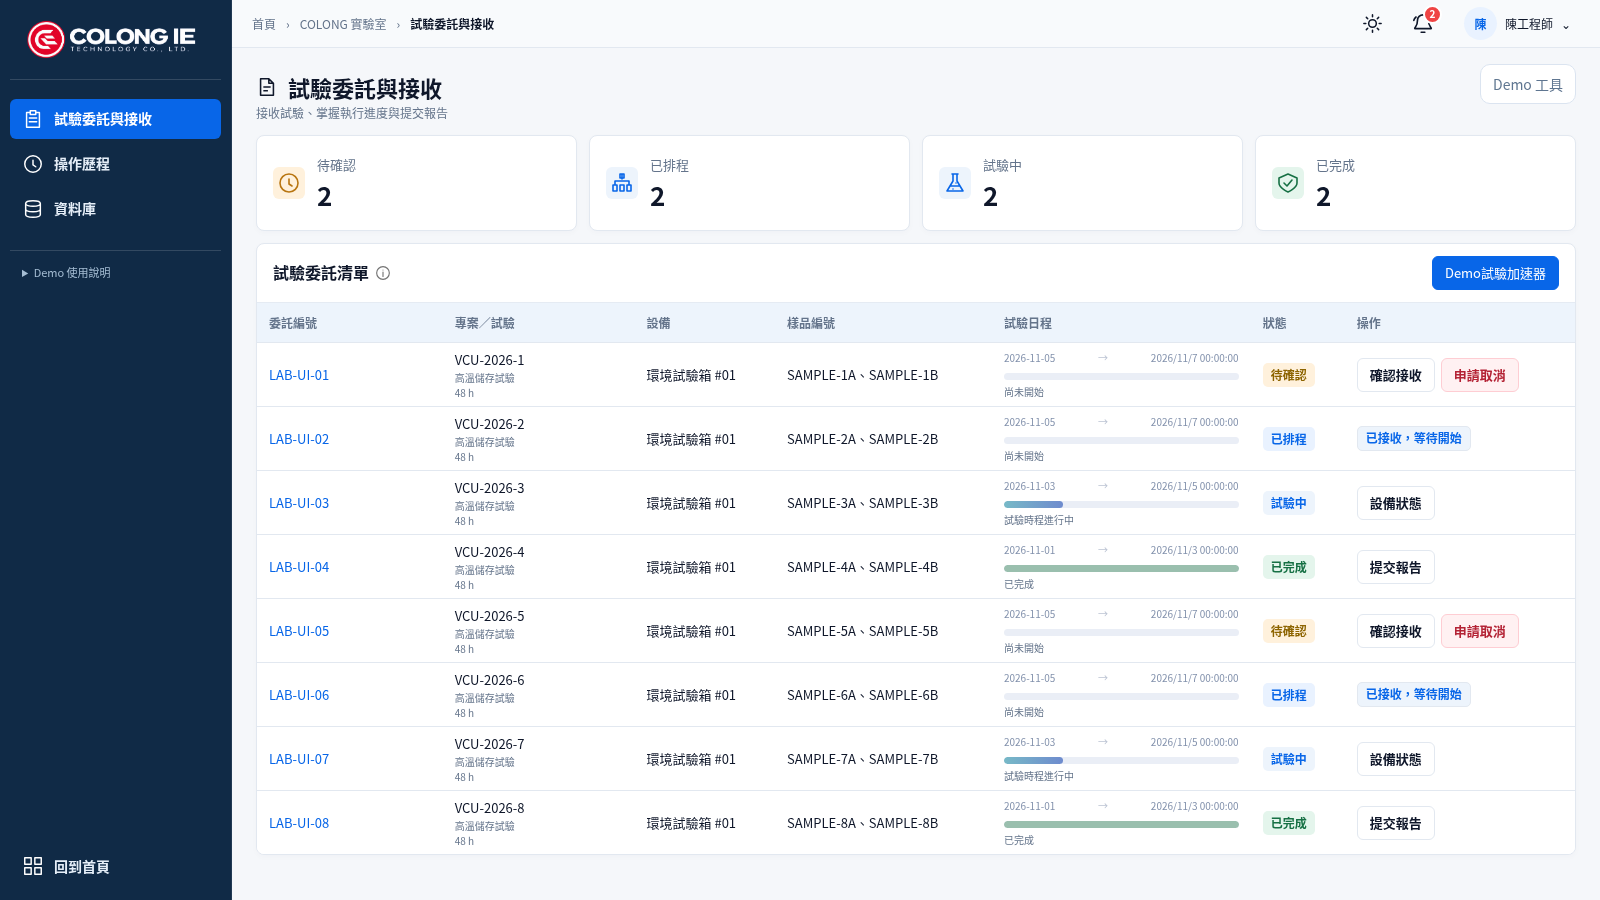 COLONG IE
TECHNOLOGY CO., LTD.
試驗委託與接收
操作歷程
資料庫
Demo 使用說明
回到首頁
首頁 › COLONG 實驗室 › 試驗委託與接收
2
陳 陳工程師
試驗委託與接收
接收試驗、掌握執行進度與提交報告
Demo 工具
待確認
2
已排程
2
試驗中
2
已完成
2
試驗委託清單
Demo試驗加速器
委託編號 專案／試驗 設備 樣品編號 試驗日程 狀態 操作
LAB-UI-01
VCU-2026-1
高溫儲存試驗
48 h
環境試驗箱 #01
SAMPLE-1A、SAMPLE-1B
2026-11-05 → 2026/11/7 00:00:00
尚未開始
待確認
確認接收 申請取消
LAB-UI-02
VCU-2026-2
高溫儲存試驗
48 h
環境試驗箱 #01
SAMPLE-2A、SAMPLE-2B
2026-11-05 → 2026/11/7 00:00:00
尚未開始
已排程
已接收，等待開始
LAB-UI-03
VCU-2026-3
高溫儲存試驗
48 h
環境試驗箱 #01
SAMPLE-3A、SAMPLE-3B
2026-11-03 → 2026/11/5 00:00:00
試驗時程進行中
試驗中
設備狀態
LAB-UI-04
VCU-2026-4
高溫儲存試驗
48 h
環境試驗箱 #01
SAMPLE-4A、SAMPLE-4B
2026-11-01 → 2026/11/3 00:00:00
已完成
已完成
提交報告
LAB-UI-05
VCU-2026-5
高溫儲存試驗
48 h
環境試驗箱 #01
SAMPLE-5A、SAMPLE-5B
2026-11-05 → 2026/11/7 00:00:00
尚未開始
待確認
確認接收 申請取消
LAB-UI-06
VCU-2026-6
高溫儲存試驗
48 h
環境試驗箱 #01
SAMPLE-6A、SAMPLE-6B
2026-11-05 → 2026/11/7 00:00:00
尚未開始
已排程
已接收，等待開始
LAB-UI-07
VCU-2026-7
高溫儲存試驗
48 h
環境試驗箱 #01
SAMPLE-7A、SAMPLE-7B
2026-11-03 → 2026/11/5 00:00:00
試驗時程進行中
試驗中
設備狀態
LAB-UI-08
VCU-2026-8
高溫儲存試驗
48 h
環境試驗箱 #01
SAMPLE-8A、SAMPLE-8B
2026-11-01 → 2026/11/3 00:00:00
已完成
已完成
提交報告